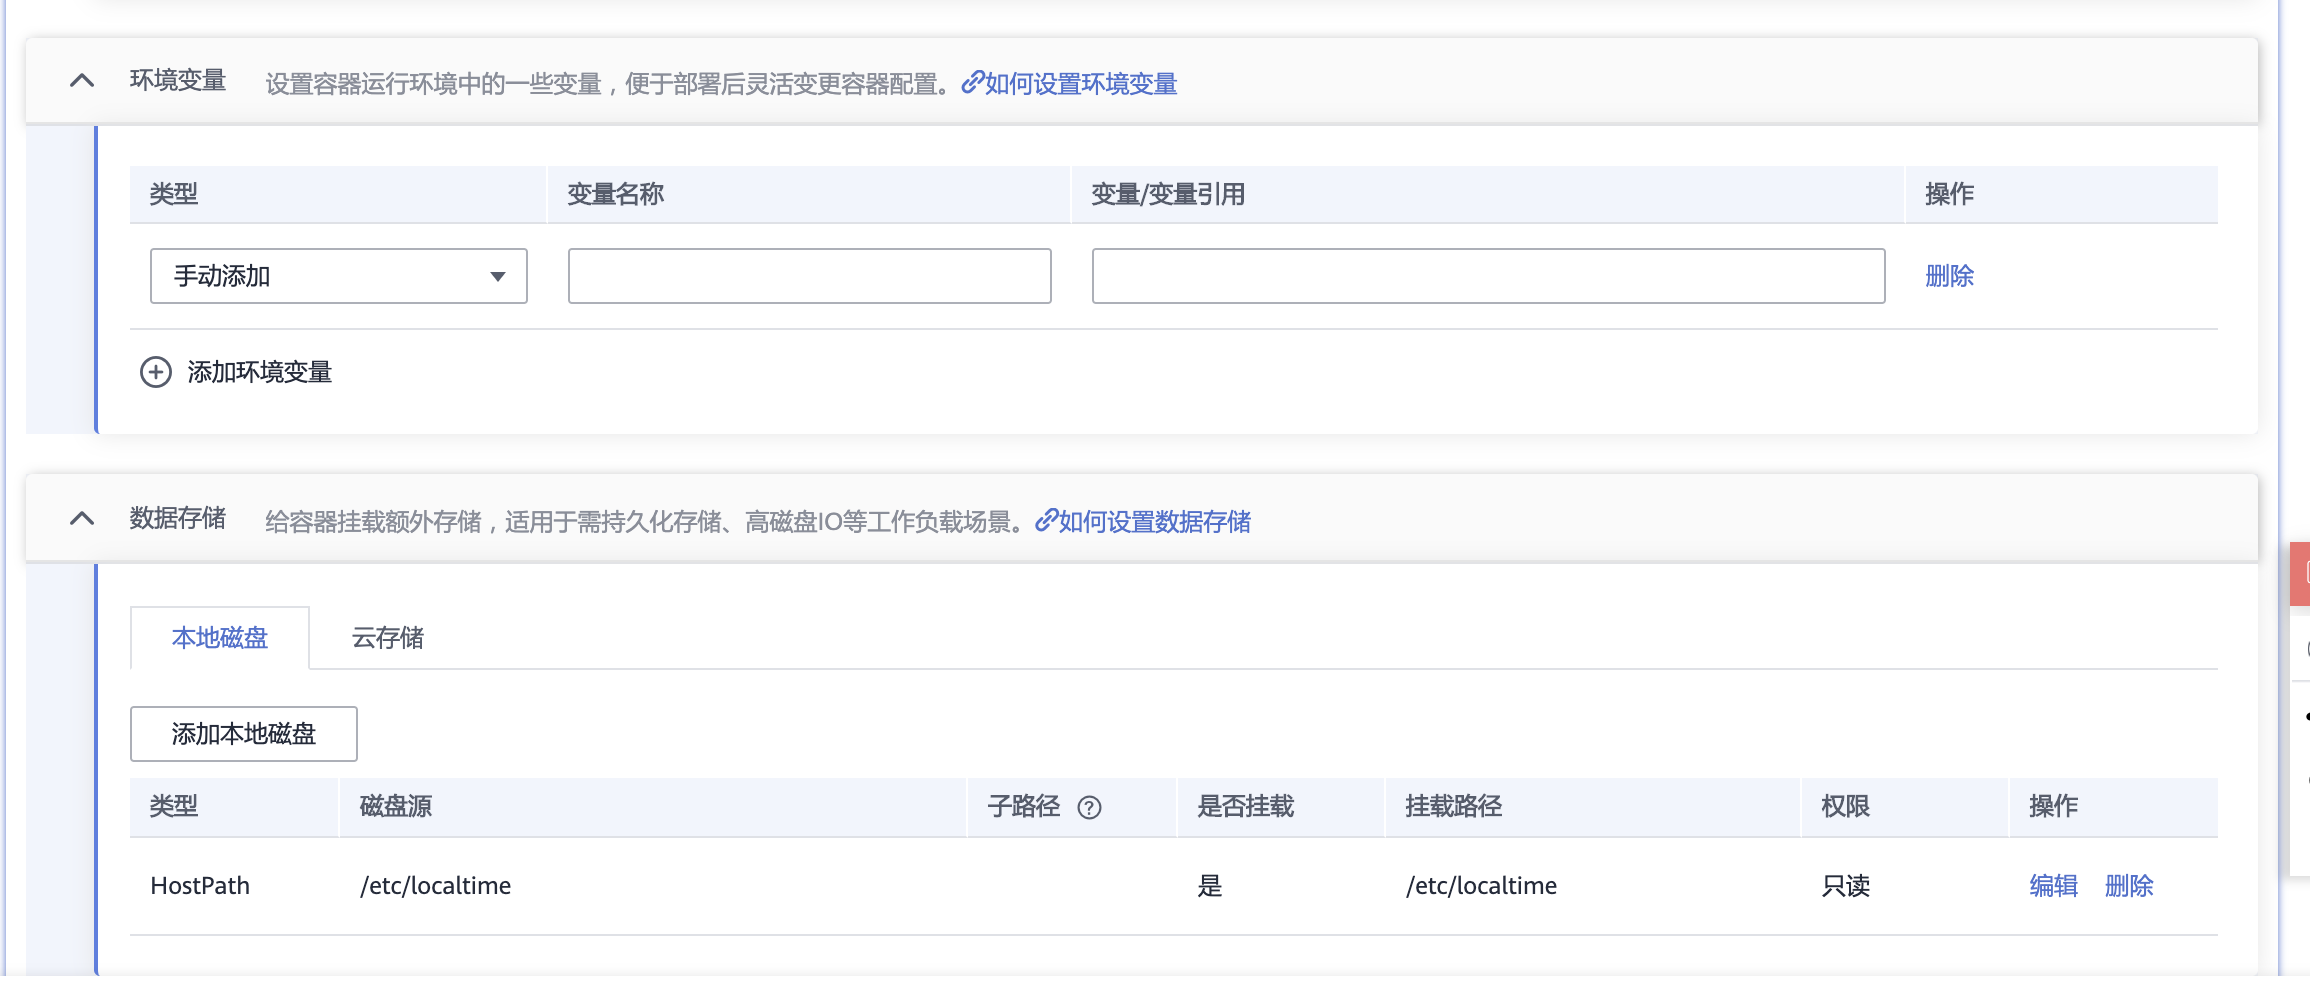 环境变量 设置容器运行环境中的一些变量，便于部署后灵活变更容器配置。如何设置环境变量
类型 变量名称 变量/变量引用 操作
手动添加 删除
添加环境变量
数据存储 给容器挂载额外存储，适用于需持久化存储、高磁盘IO等工作负载场景。如何设置数据存储
本地磁盘 云存储
添加本地磁盘
类型 磁盘源 子路径 ? 是否挂载 挂载路径 权限 操作
HostPath /etc/localtime 是 /etc/localtime 只读 编辑 删除